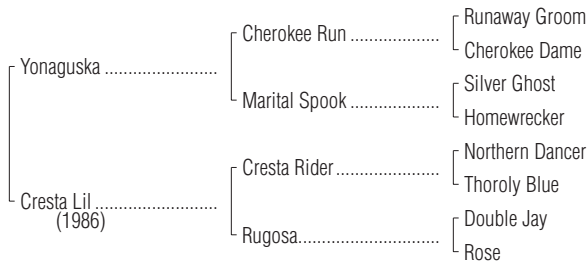 Runaway Groom
Cherokee Run ....................
Cherokee Dame
Yonaguska .........................
Silver Ghost
Marital Spook ...................
Homewrecker
Northern Dancer
Cresta Rider .......................
Thoroly Blue
Cresta Lil ...........................
(1986)
Double Jay
Rugosa................................
Rose